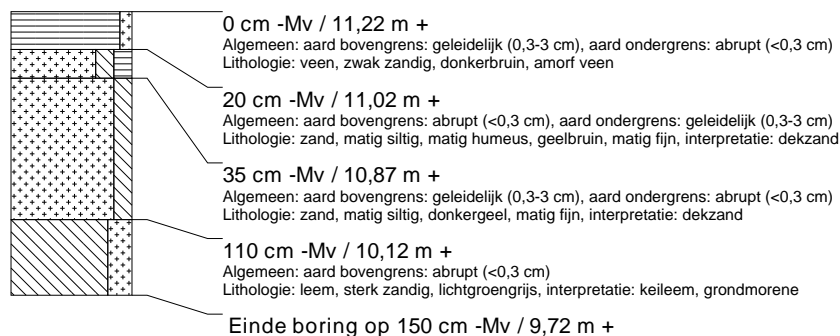 0 cm -Mv / 11,22 m +
Algemeen: aard bovengrens: geleidelijk (0,3-3 cm), aard ondergrens: abrupt (<0,3 cm)
Lithologie: veen, zwak zandig, donkerbruin, amorf veen
20 cm -Mv / 11,02 m +
Algemeen: aard bovengrens: abrupt (<0,3 cm), aard ondergrens: geleidelijk (0,3-3 cm)
Lithologie: zand, matig siltig, matig humeus, geelbruin, matig fijn, interpretatie: dekzand
35 cm -Mv / 10,87 m +
Algemeen: aard bovengrens: geleidelijk (0,3-3 cm), aard ondergrens: abrupt (<0,3 cm)
Lithologie: zand, matig siltig, donkergeel, matig fijn, interpretatie: dekzand
110 cm -Mv / 10,12 m +
Algemeen: aard bovengrens: abrupt (<0,3 cm)
Lithologie: leem, sterk zandig, lichtgroengrijs, interpretatie: keileem, grondmorene
Einde boring op 150 cm -Mv / 9,72 m +